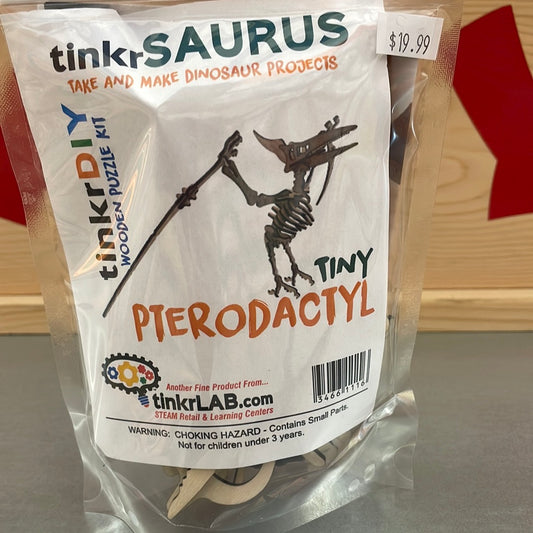 tinkrSAURUS
$19.99
TAKE AND MAKE DINOSAUR PROJECTS
tinkrDIY
WOODEN PUZZLE KIT
TINY
PTERODACTYL
Another Fine Product From...
tinkrLAB.com
STEAM Retail & Learning Centers
WARNING: CHOKING HAZARD - Contains Small Parts.
Not for children under 3 years.